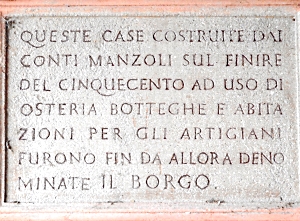 QUESTE CASE COSTRUITE DAI
CONTI MANZOLI SUL FINIRE
DEL CINQUECENTO AD USO DI
OSTERIA BOTTEGHE E ABITA
ZIONI PER GLI ARTIGIANI
FURONO FIN DA ALLORA DENO
MINATE IL BORGO.